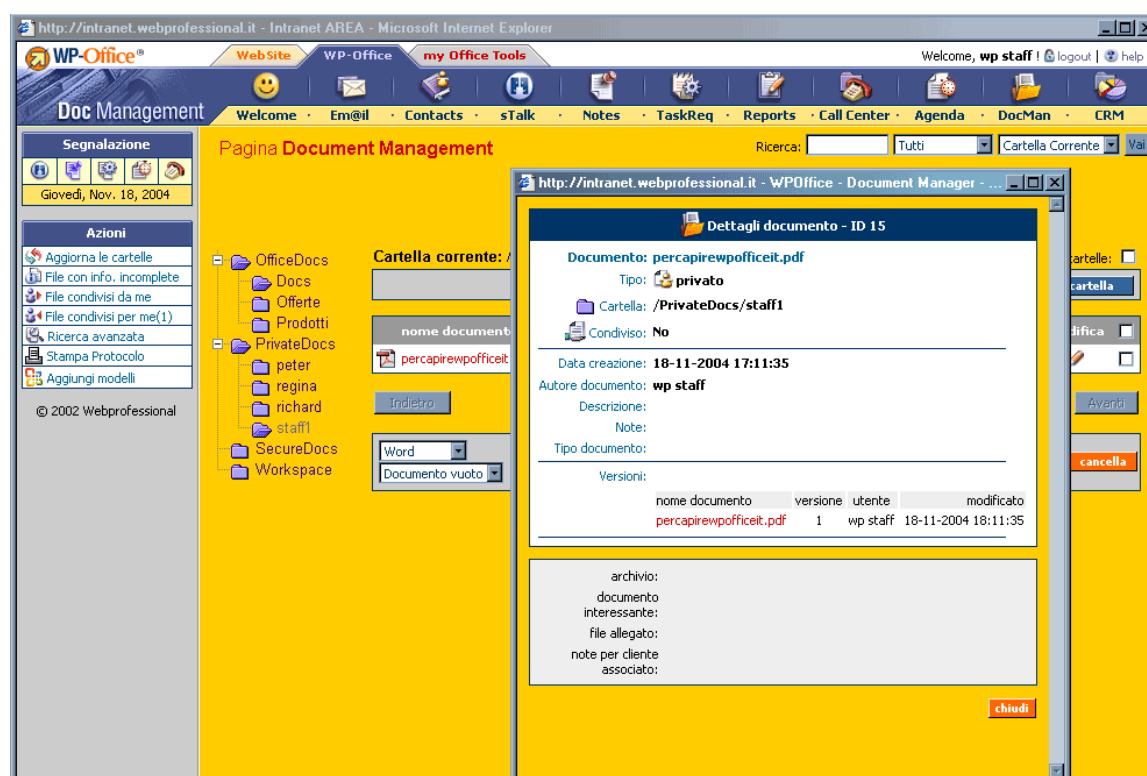 http://intranet.webprofessional.it - Intranet AREA - Microsoft Internet Explorer
WP-Office®
WebSite WP-Office my Office Tools
Welcome, wp staff ! logout | help
Doc Management
Welcome · Em@il · Contacts · sTalk · Notes · TaskReq · Reports · Call Center · Agenda · DocMan · CRM
Segnalazione
Giovedì, Nov. 18, 2004
Azioni
Aggiorna le cartelle
File con info. incomplete
File condivisi da me
File condivisi per me(1)
Ricerca avanzata
Stampa Protocolo
Aggiungi modelli
© 2002 Webprofessional
Pagina Document Management
Ricerca: Tutti Cartella Corrente Vai
OfficeDocs
Docs
Offerte
Prodotti
PrivateDocs
peter
regina
richard
staff1
SecureDocs
Workspace
Cartella corrente: /
cartelle:
cartella
nome document
difica
percapirewpofficeit
Indietro
Avanti
Word
Documento vuoto
cancella
http://intranet.webprofessional.it - WPOffice - Document Manager - ...
Dettagli documento - ID 15
Documento: percapirewpofficeit.pdf
Tipo: privato
Cartella: /PrivateDocs/staff1
Condiviso: No
Data creazione: 18-11-2004 17:11:35
Autore documento: wp staff
Descrizione:
Note:
Tipo documento:
Versioni:
nome documento versione utente modificato
percapirewpofficeit.pdf 1 wp staff 18-11-2004 18:11:35
archivio:
documento
interessante:
file allegato:
note per cliente
associato:
chiudi